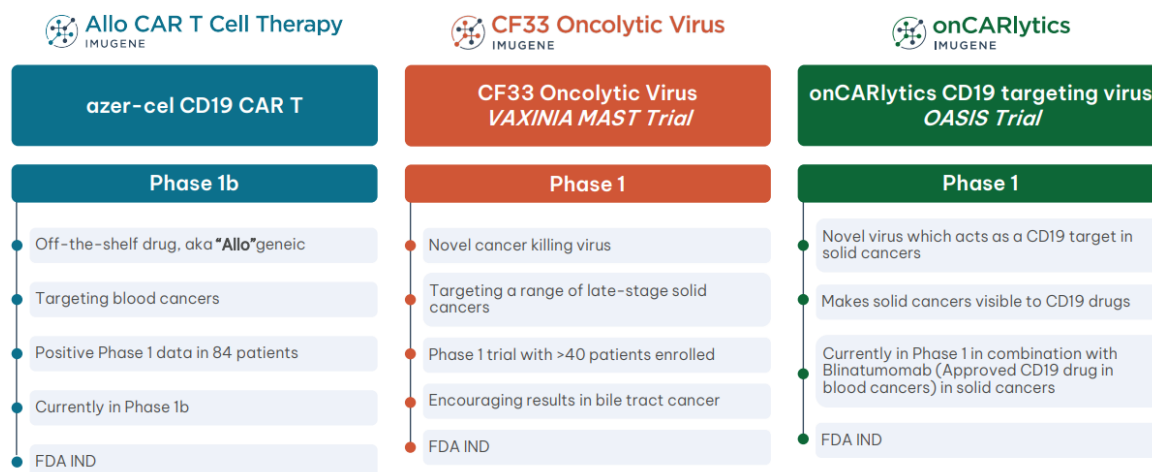 Allo CAR T Cell Therapy
IMUGENE
azer-cel CD19 CAR T
Phase 1b
Off-the-shelf drug, aka “Allo”geneic
Targeting blood cancers
Positive Phase 1 data in 84 patients
Currently in Phase 1b
FDA IND
CF33 Oncolytic Virus
IMUGENE
CF33 Oncolytic Virus
VAXINIA MAST Trial
Phase 1
Novel cancer killing virus
Targeting a range of late-stage solid
cancers
Phase 1 trial with >40 patients enrolled
Encouraging results in bile tract cancer
FDA IND
onCARlytics
IMUGENE
onCARlytics CD19 targeting virus
OASIS Trial
Phase 1
Novel virus which acts as a CD19 target in
solid cancers
Makes solid cancers visible to CD19 drugs
Currently in Phase 1 in combination with
Blinatumomab (Approved CD19 drug in
blood cancers) in solid cancers
FDA IND